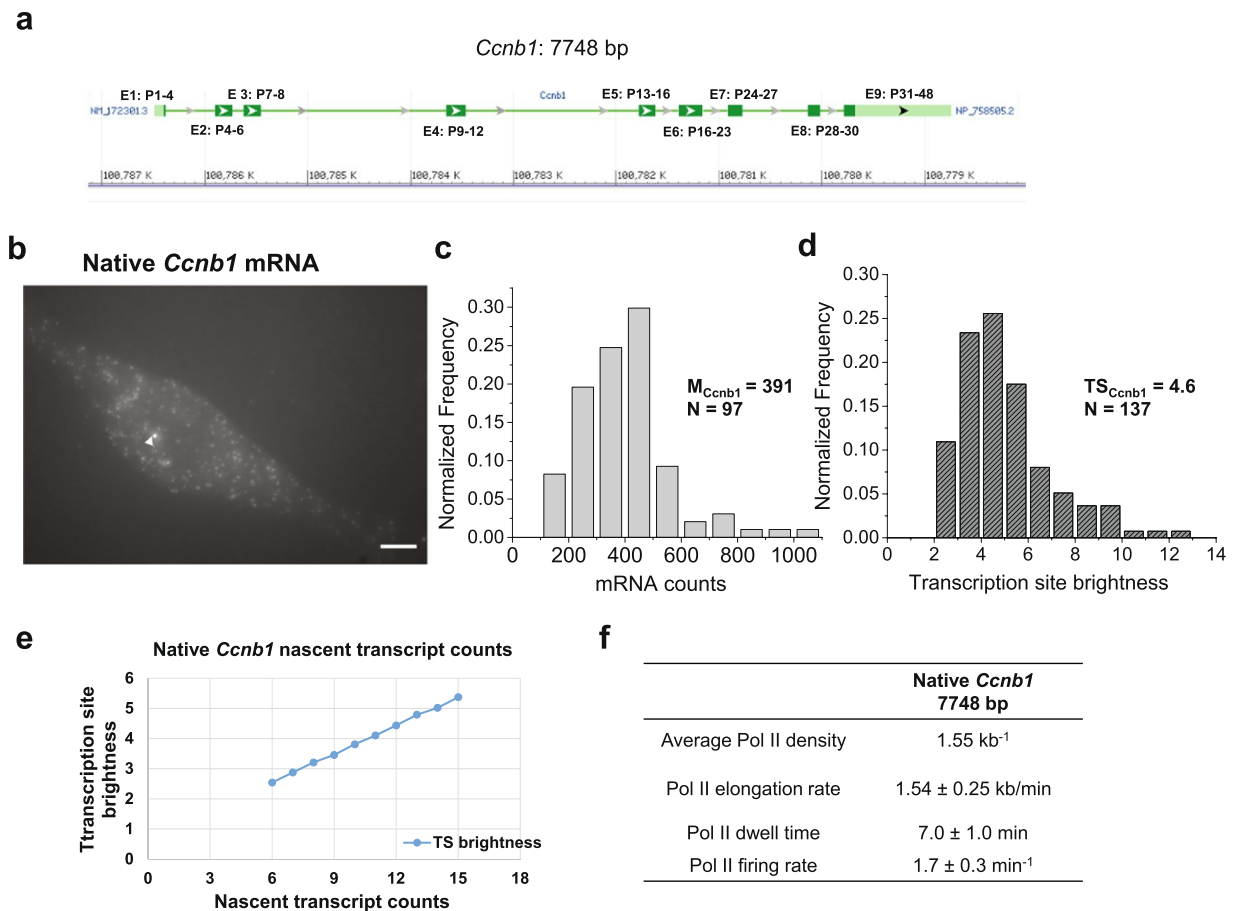 a
Ccnb1: 7748 bp
E1: P1-4
E 3: P7-8
Ccnb1
E5: P13-16
E7: P24-27
E9: P31-48
NM_172301.3
NP_758505.2
E2: P4-6
E4: P9-12
E6: P16-23
E8: P28-30
100,787 K
100,786 K
100,785 K
100,784 K
100,783 K
100,782 K
100,781 K
100,780 K
100,779 K
b
Native Ccnb1 mRNA
c
Normalized Frequency
0.30
0.25
0.20
0.15
0.10
0.05
0.00
MCcnb1 = 391
N = 97
0
200
400
600
800
1000
mRNA counts
d
Normalized Frequency
0.30
0.25
0.20
0.15
0.10
0.05
0.00
TSCcnb1 = 4.6
N = 137
0
2
4
6
8
10
12
14
Transcription site brightness
e
Native Ccnb1 nascent transcript counts
Ttranscription site
brightness
6
5
4
3
2
1
0
TS brightness
0
3
6
9
12
15
18
Nascent transcript counts
f
Native Ccnb1
7748 bp
Average Pol II density 1.55 kb-1
Pol II elongation rate 1.54 ± 0.25 kb/min
Pol II dwell time 7.0 ± 1.0 min
Pol II firing rate 1.7 ± 0.3 min-1